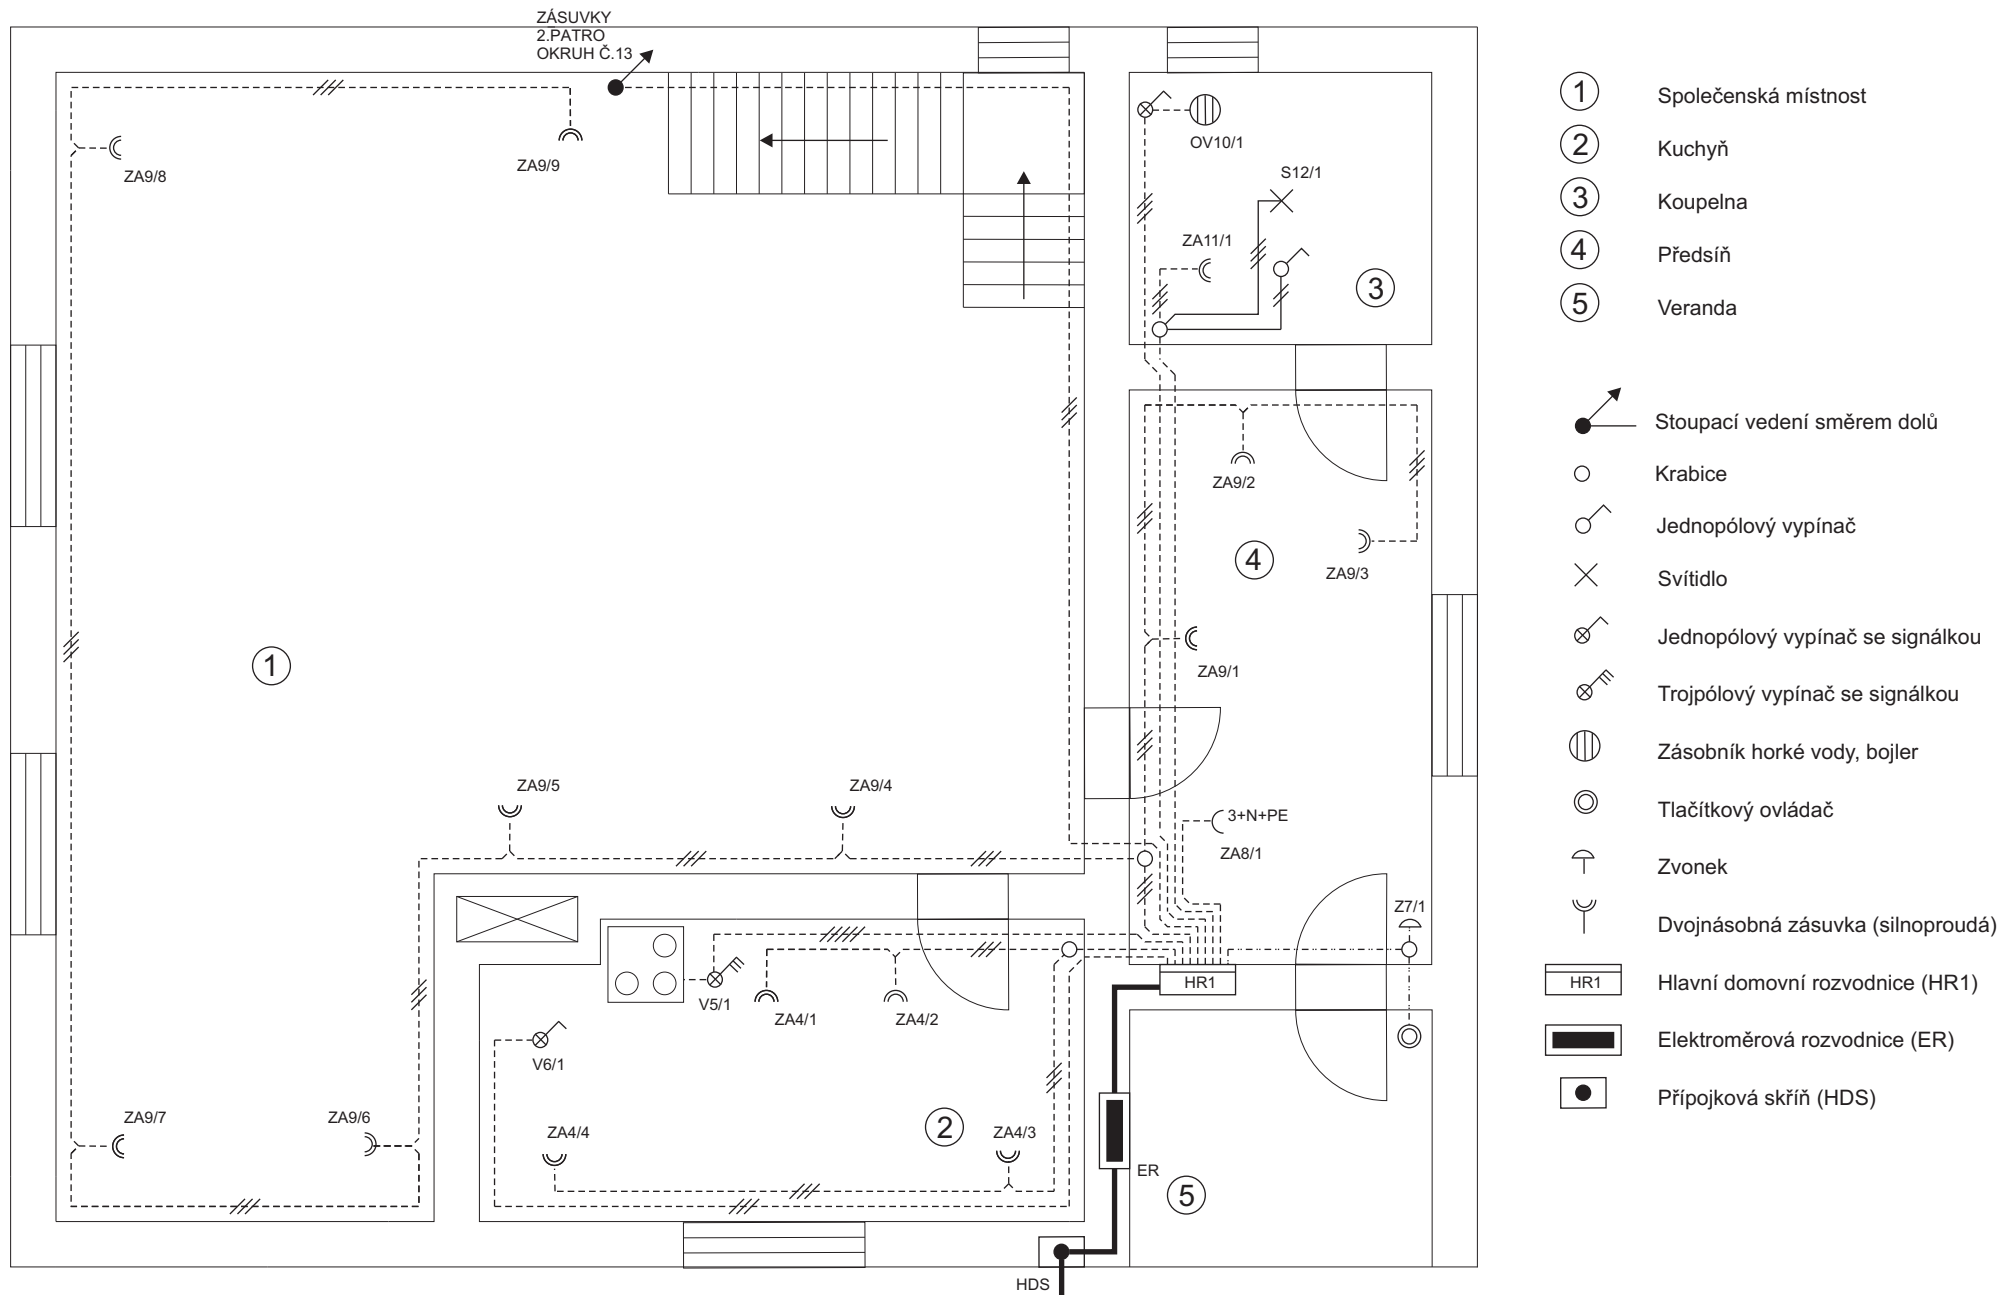 ZÁSUVKY
2.PATRO
OKRUH Č.13
ZA9/8
ZA9/9
OV10/1
S12/1
ZA11/1
3
ZA9/2
4
ZA9/3
ZA9/1
1
ZA9/5
ZA9/4
3+N+PE
ZA8/1
Z7/1
HR1
V5/1
ZA4/1
ZA4/2
V6/1
ZA9/7
ZA9/6
ZA4/4
2
ZA4/3
ER
5
HDS
1 Společenská místnost
2 Kuchyň
3 Koupelna
4 Předsíň
5 Veranda
Stoupací vedení směrem dolů
Krabice
Jednopólový vypínač
Svítidlo
Jednopólový vypínač se signálkou
Trojpólový vypínač se signálkou
Zásobník horké vody, bojler
Tlačítkový ovládač
Zvonek
Dvojnásobná zásuvka (silnoproudá)
HR1 Hlavní domovní rozvodnice (HR1)
Elektroměrová rozvodnice (ER)
Přípojková skříň (HDS)